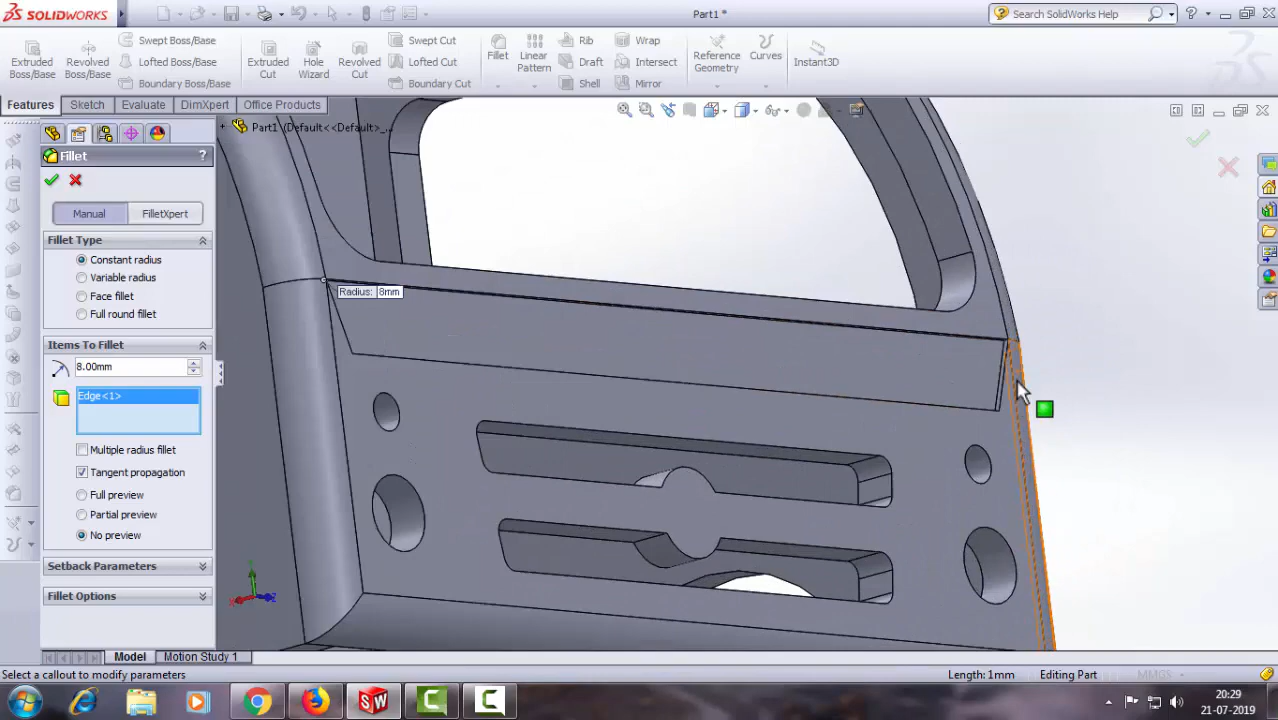 SOLIDWORKS
Part1 *
Search SolidWorks Help
Extruded Boss/Base
Revolved Boss/Base
Swept Boss/Base
Lofted Boss/Base
Boundary Boss/Base
Extruded Cut
Hole Wizard
Revolved Cut
Swept Cut
Lofted Cut
Boundary Cut
Fillet
Linear Pattern
Rib
Draft
Shell
Wrap
Intersect
Mirror
Reference Geometry
Curves
Instant3D
Features
Sketch
Evaluate
DimXpert
Office Products
Part1 (Default<<Default>_...
Fillet
?
Manual
FilletXpert
Fillet Type
Constant radius
Variable radius
Face fillet
Full round fillet
Items To Fillet
8.00mm
Edge<1>
Multiple radius fillet
Tangent propagation
Full preview
Partial preview
No preview
Setback Parameters
Fillet Options
Radius: 8mm
Model
Motion Study 1
Select a callout to modify parameters
Length: 1mm
Editing Part
MMGS
20:29
21-07-2019